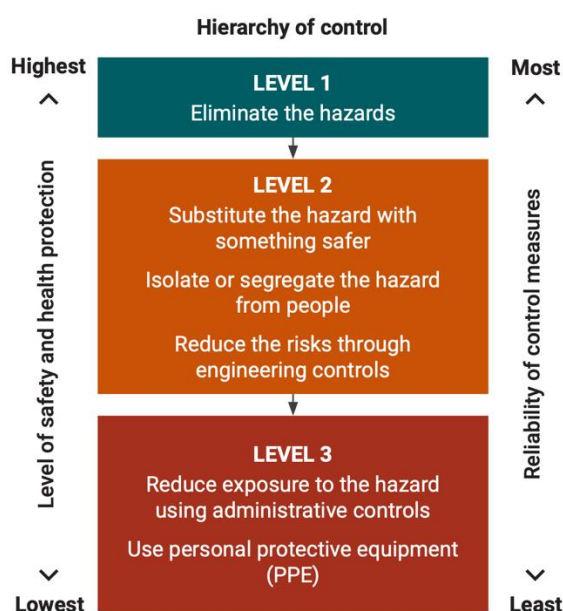 Hierarchy of control
Highest
Most
LEVEL 1
Eliminate the hazards
LEVEL 2
Substitute the hazard with
something safer
Isolate or segregate the hazard
from people
Reduce the risks through
engineering controls
Level of safety and health protection
Reliability of control measures
LEVEL 3
Reduce exposure to the hazard
using administrative controls
Use personal protective equipment
(PPE)
Lowest
Least